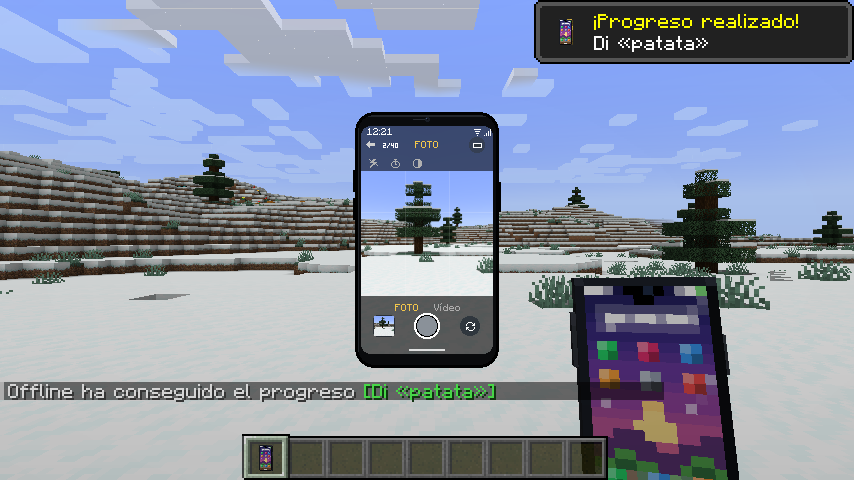 ¡Progreso realizado!
Di «patata»
12:21
2/40 FOTO
FOTO Vídeo
Offline ha conseguido el progreso [Di «patata»]